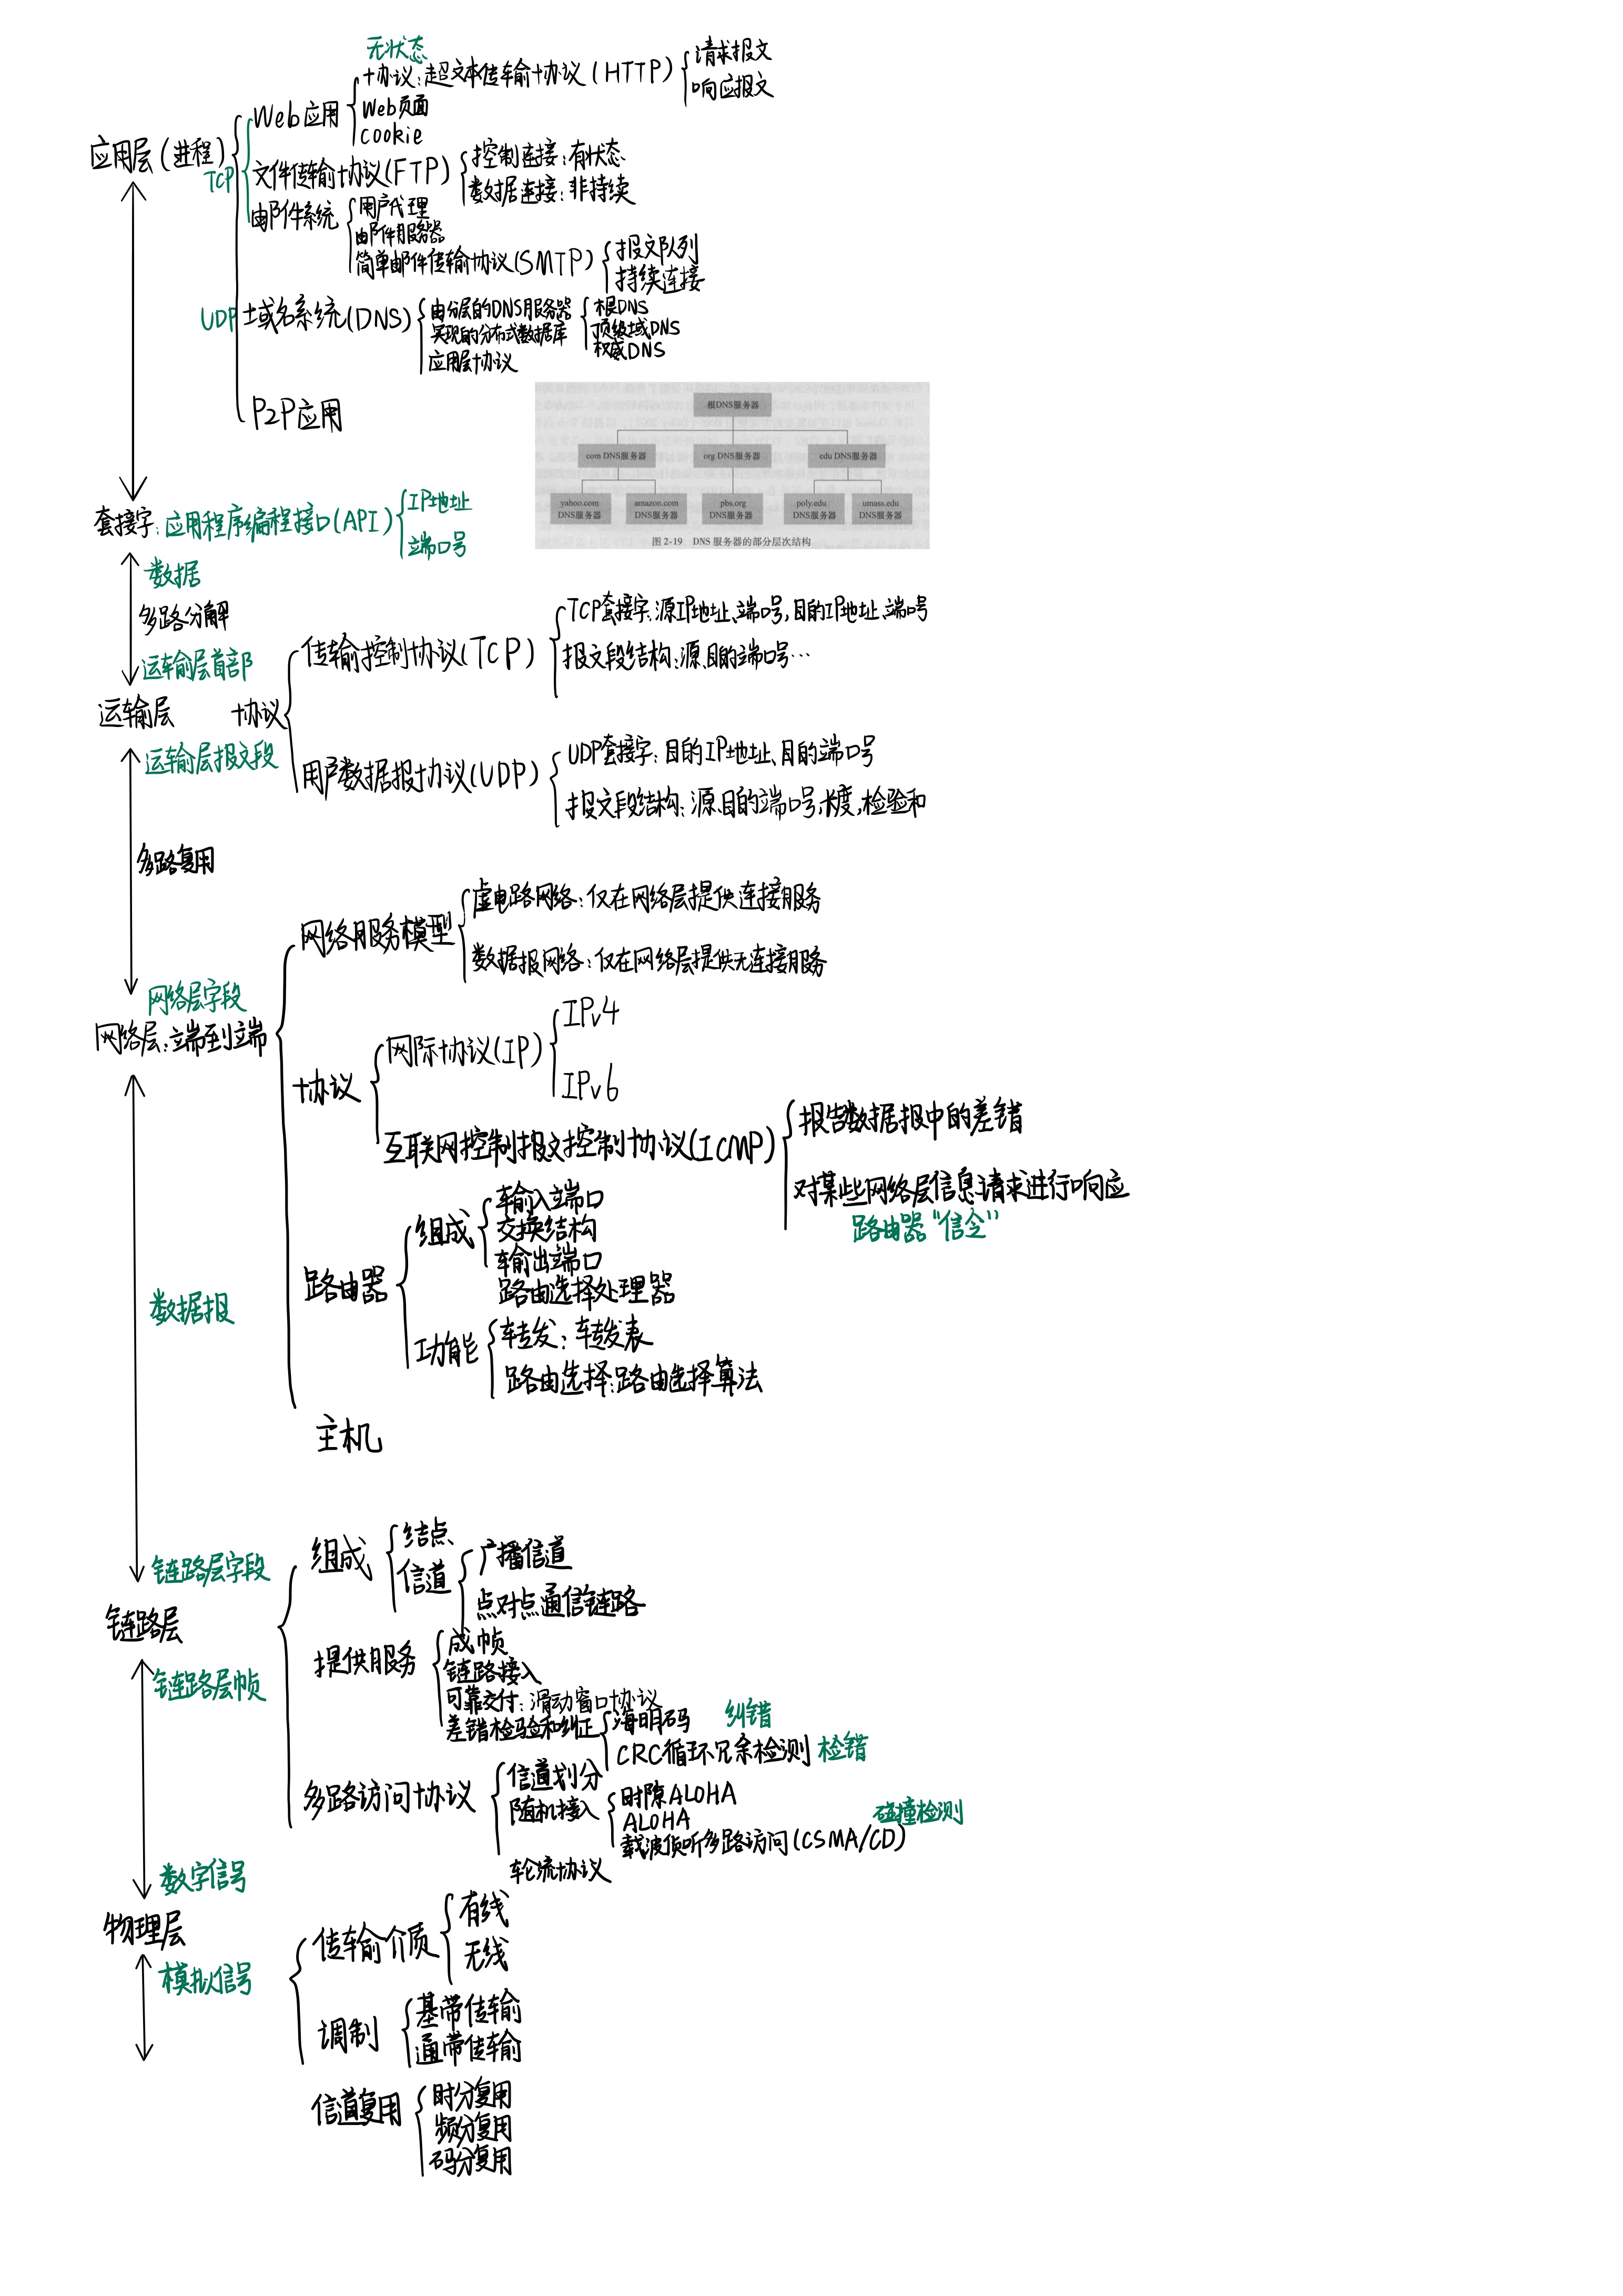 无状态
应用层(进程)
TCP
Web应用
协议:超文本传输协议(HTTP)
请求报文
响应报文
Web页面
cookie
文件传输协议(FTP)
控制连接:有状态
数据连接:非持续
邮件系统
用户代理
邮件服务器
简单邮件传输协议(SMTP)
报文队列
持续连接
UDP
域名系统(DNS)
由分层的DNS服务器
实现的分布式数据库
根DNS
顶级域DNS
权威DNS
应用层协议
P2P应用
根DNS服务器
com DNS服务器
org DNS服务器
edu DNS服务器
yahoo.com
DNS服务器
amazon.com
DNS服务器
pbs.org
DNS服务器
poly.edu
DNS服务器
umass.edu
DNS服务器
图 2-19 DNS 服务器的部分层次结构
套接字:应用程序编程接口(API)
IP地址
端口号
数据
多路分解
运输层首部
运输层
协议
传输控制协议(TCP)
TCP套接字:源IP地址、端口号,目的IP地址、端口号
报文段结构:源、目的端口号…
运输层报文段
用户数据报协议(UDP)
UDP套接字:目的IP地址、目的端口号
报文段结构:源、目的端口号,长度,检验和
多路复用
网络层字段
网络层:端到端
网络服务模型
虚电路网络:仅在网络层提供连接服务
数据报网络:仅在网络层提供无连接服务
协议
网际协议(IP)
IPv4
IPv6
互联网控制报文控制协议(ICMP)
报告数据报中的差错
对某些网络层信息请求进行响应
路由器“信令”
数据报
路由器
组成
输入端口
交换结构
输出端口
路由选择处理器
功能
转发:转发表
路由选择:路由选择算法
主机
链路层字段
链路层
组成
结点
信道
广播信道
点对点通信链路
链路层帧
提供服务
成帧
链路接入
可靠交付:滑动窗口协议
差错检验和纠正
海明码
纠错
CRC循环冗余检测
检错
多路访问协议
信道划分
随机接入
时隙ALOHA
ALOHA
载波侦听多路访问(CSMA/CD)
碰撞检测
轮流协议
数字信号
物理层
模拟信号
传输介质
有线
无线
调制
基带传输
通带传输
信道复用
时分复用
频分复用
码分复用